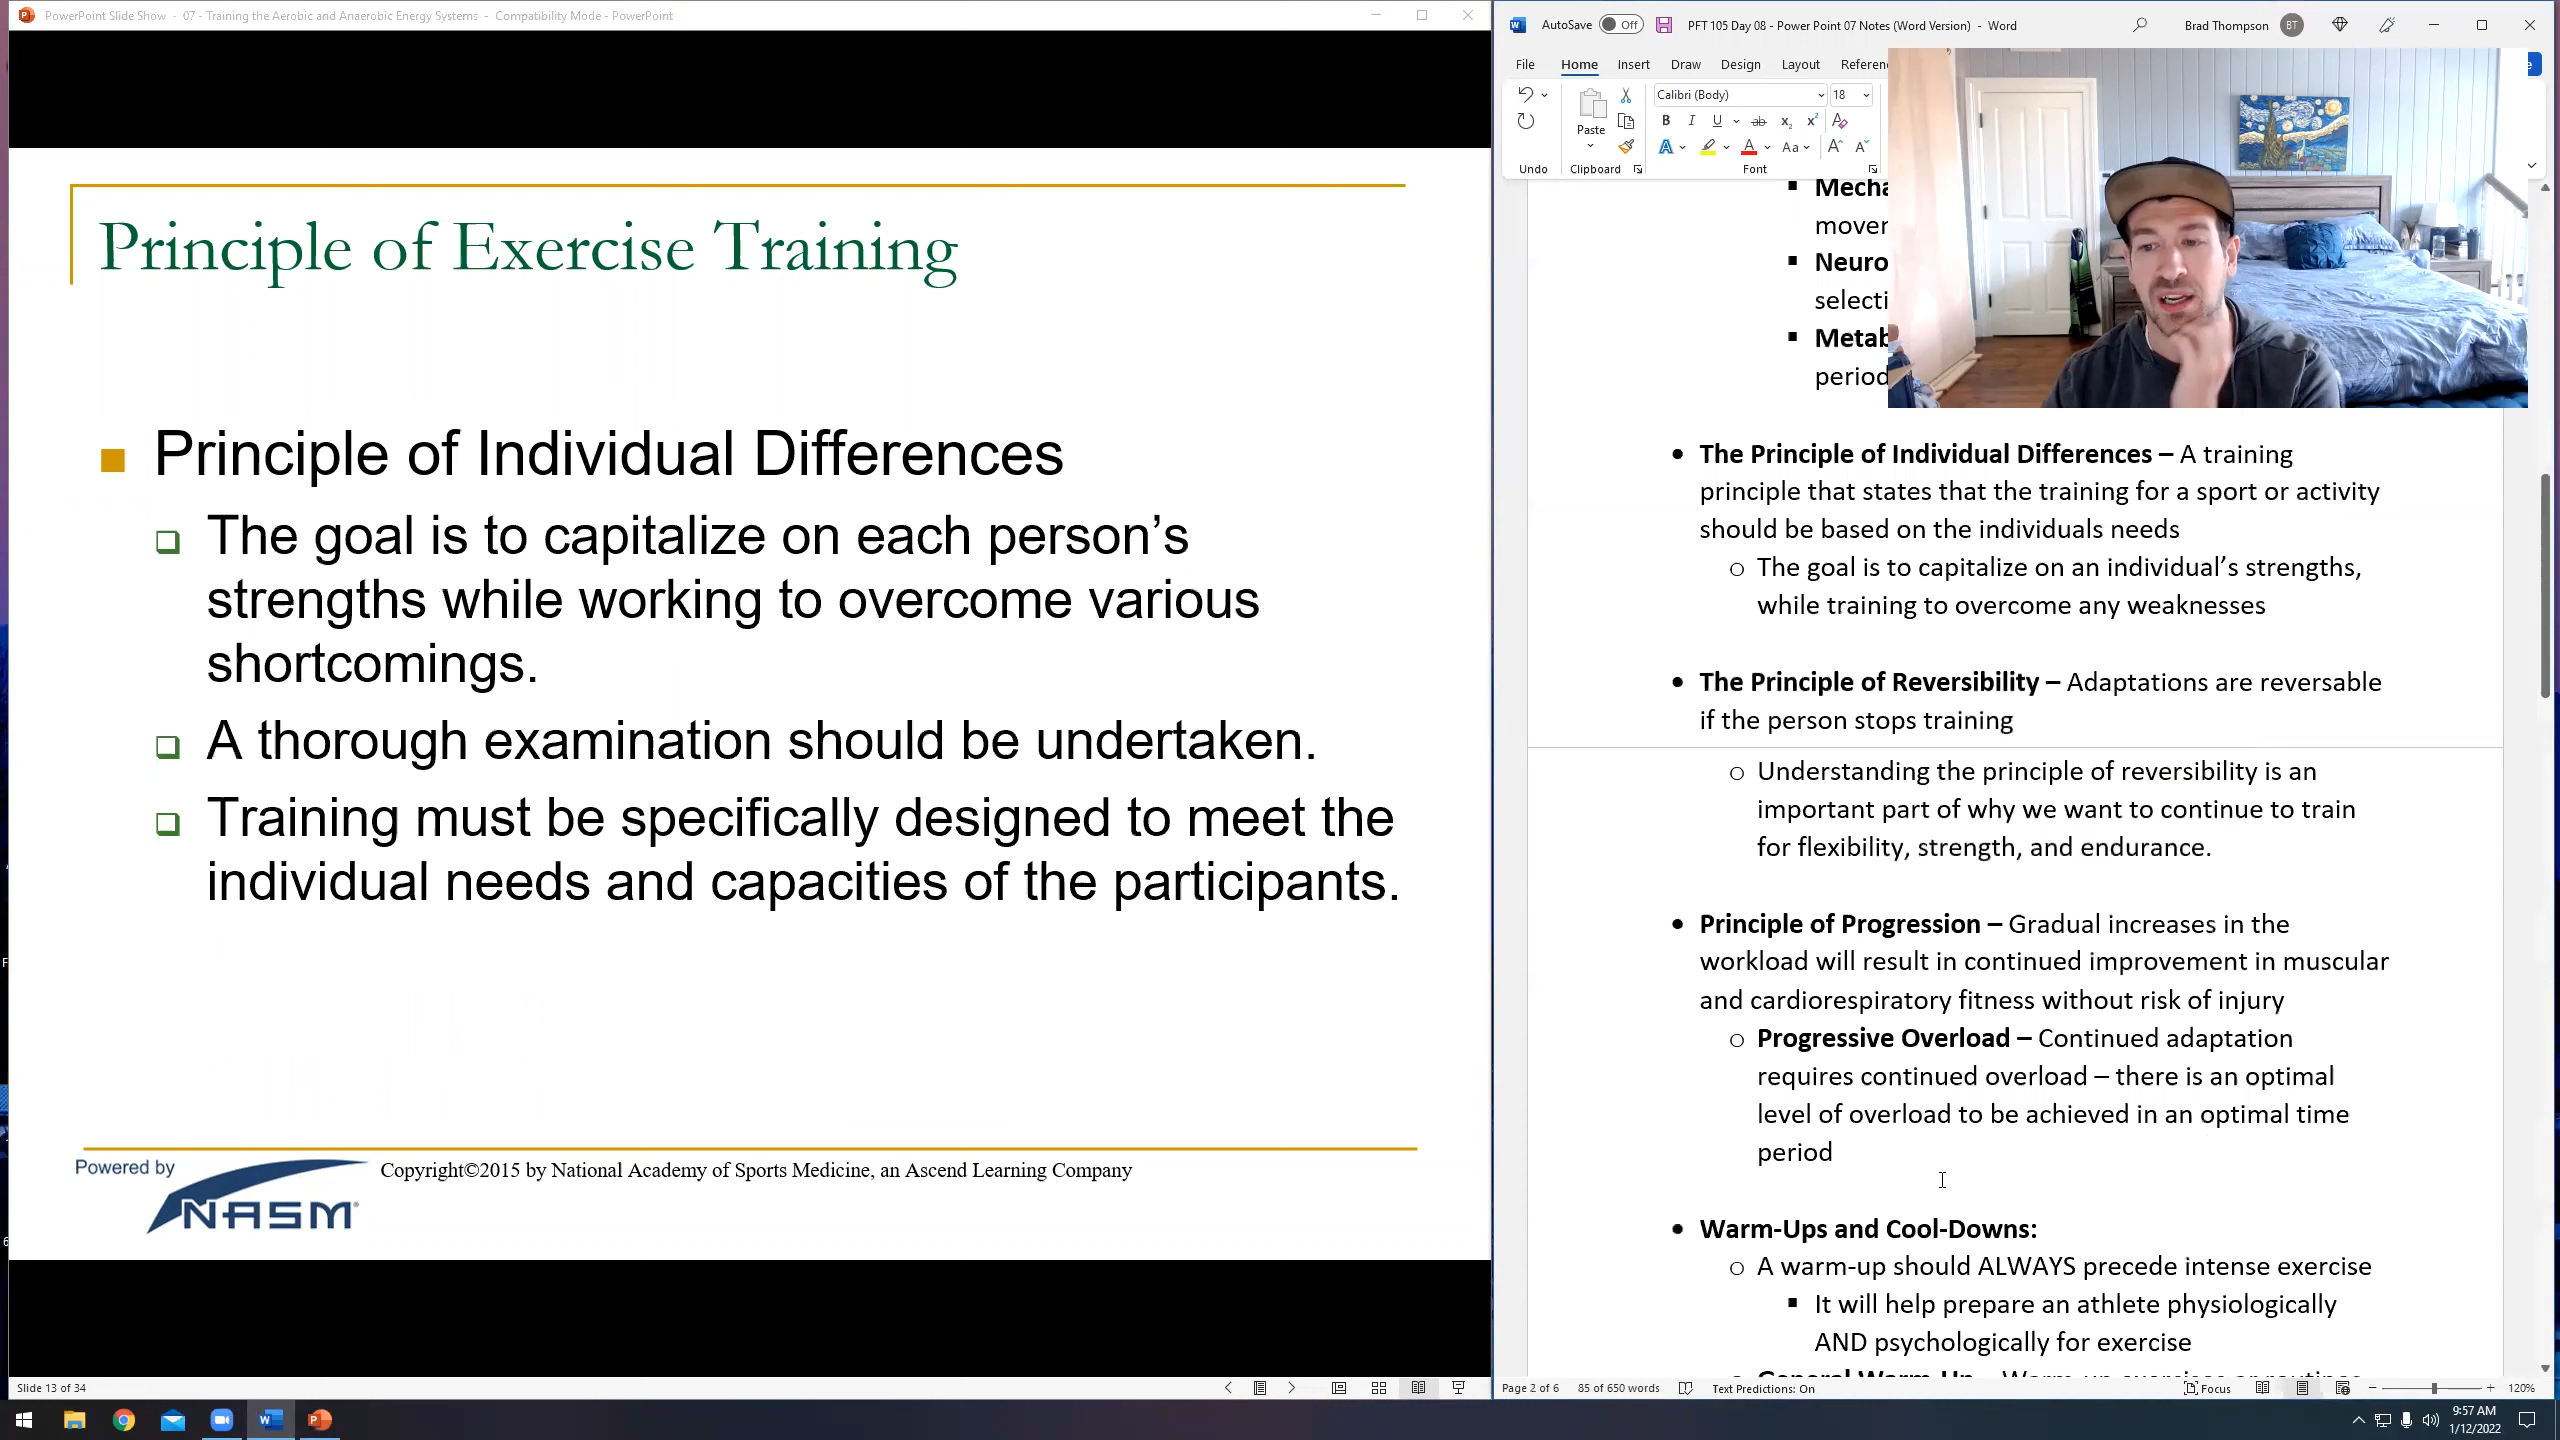 PowerPoint Slide Show - 07 - Training the Aerobic and Anaerobic Energy Systems - Compatibility Mode - PowerPoint
Principle of Exercise Training
Principle of Individual Differences
The goal is to capitalize on each person's
strengths while working to overcome various
shortcomings.
A thorough examination should be undertaken.
Training must be specifically designed to meet the
individual needs and capacities of the participants.
Powered by
NASM
Copyright©2015 by National Academy of Sports Medicine, an Ascend Learning Company
Slide 13 of 34
AutoSave Off PFT 105 Day 08 - Power Point 07 Notes (Word Version) - Word Brad Thompson BT
File Home Insert Draw Design Layout Referen
Calibri (Body) 18
Paste
B I U ab x₂ x² A
A A Aa A A
Undo Clipboard Font
Mecha
mover
Neuro
selecti
Metab
period
The Principle of Individual Differences – A training
principle that states that the training for a sport or activity
should be based on the individuals needs
o The goal is to capitalize on an individual's strengths,
while training to overcome any weaknesses
The Principle of Reversibility – Adaptations are reversable
if the person stops training
o Understanding the principle of reversibility is an
important part of why we want to continue to train
for flexibility, strength, and endurance.
Principle of Progression – Gradual increases in the
workload will result in continued improvement in muscular
and cardiorespiratory fitness without risk of injury
o Progressive Overload – Continued adaptation
requires continued overload – there is an optimal
level of overload to be achieved in an optimal time
period
Warm-Ups and Cool-Downs:
o A warm-up should ALWAYS precede intense exercise
It will help prepare an athlete physiologically
AND psychologically for exercise
Page 2 of 6 85 of 650 words Text Predictions: On Focus 120%
9:57 AM
1/12/2022